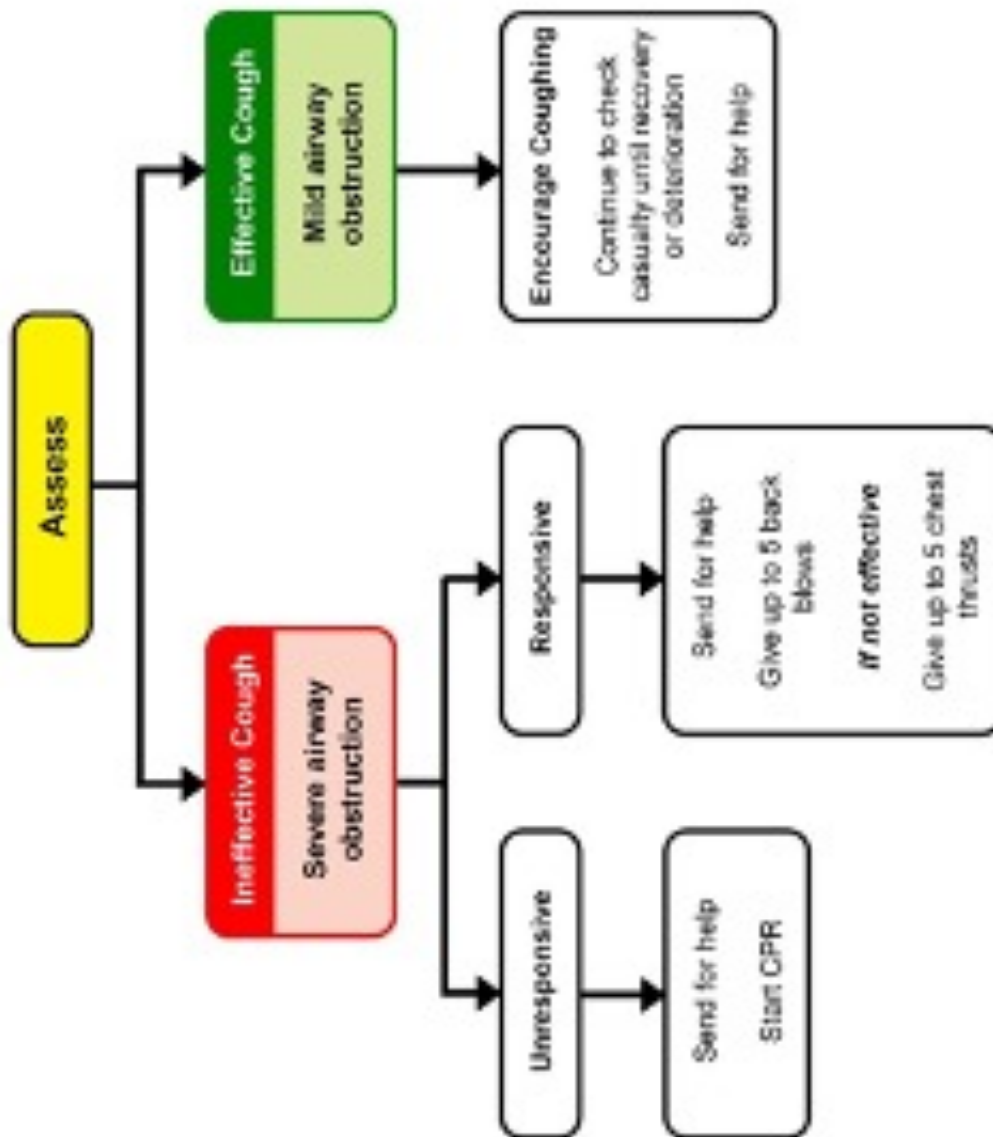 Assess
Ineffective Cough
Severe airway
obstruction
Effective Cough
Mild airway
obstruction
Unresponsive
Send for help
Start CPR
Responsive
Send for help
Give up to 5 back
blows
If not effective
Give up to 5 chest
thrusts
Encourage Coughing
Continue to check
casualty until recovery
or deterioration
Send for help